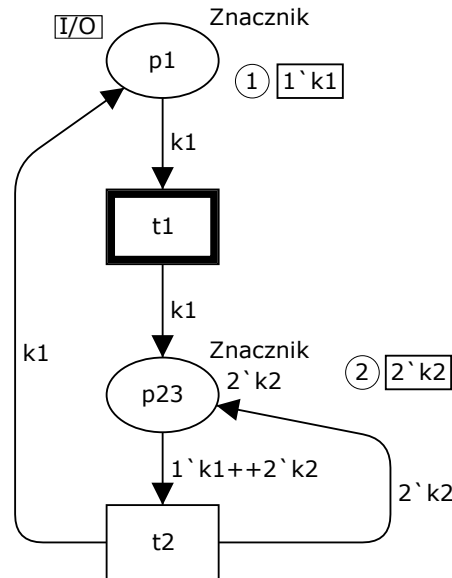 Znacznik
I/O
p1
1 1`k1
k1
t1
k1
k1
Znacznik
2`k2
2 2`k2
p23
1`k1++2`k2
2`k2
t2